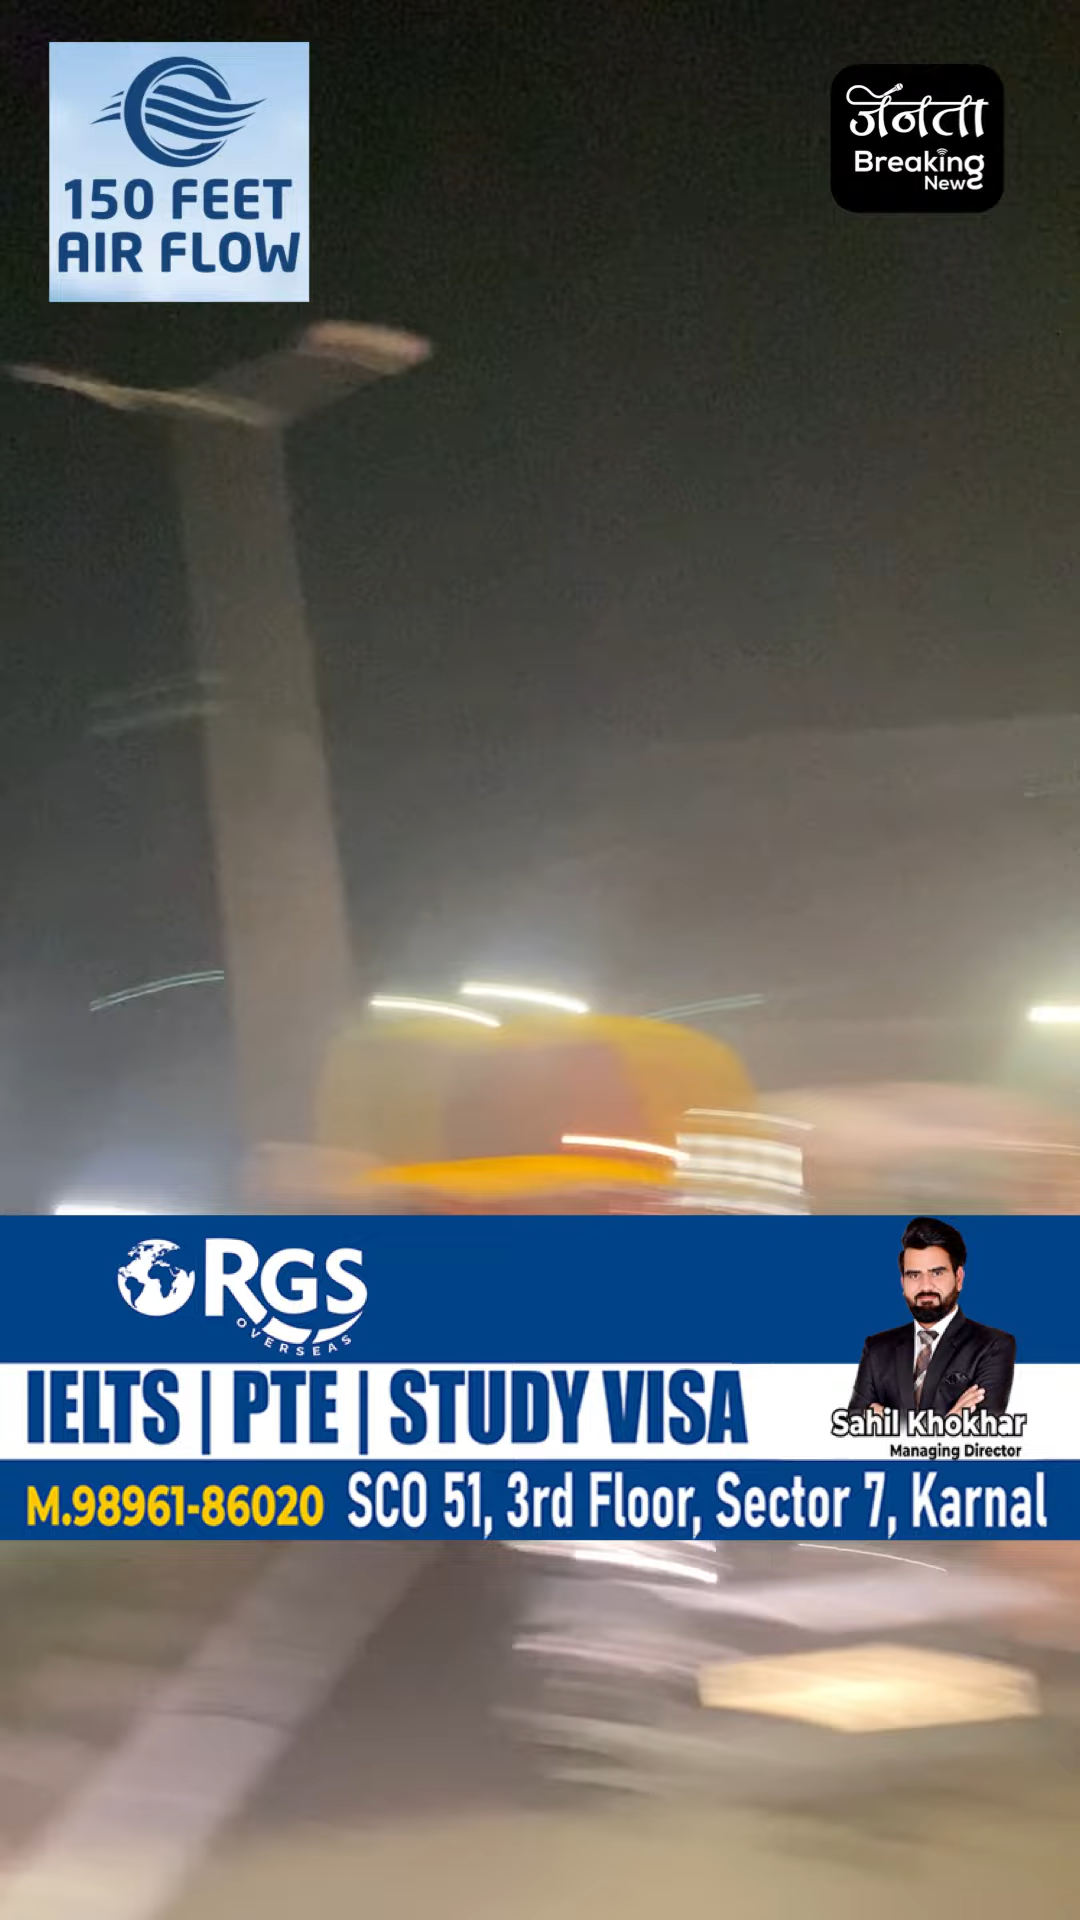 150 FEET
AIR FLOW
जनता
Breaking
News
RGS
OVERSEAS
IELTS | PTE | STUDY VISA
Sahil Khokhar
Managing Director
M.98961-86020 SCO 51, 3rd Floor, Sector 7, Karnal